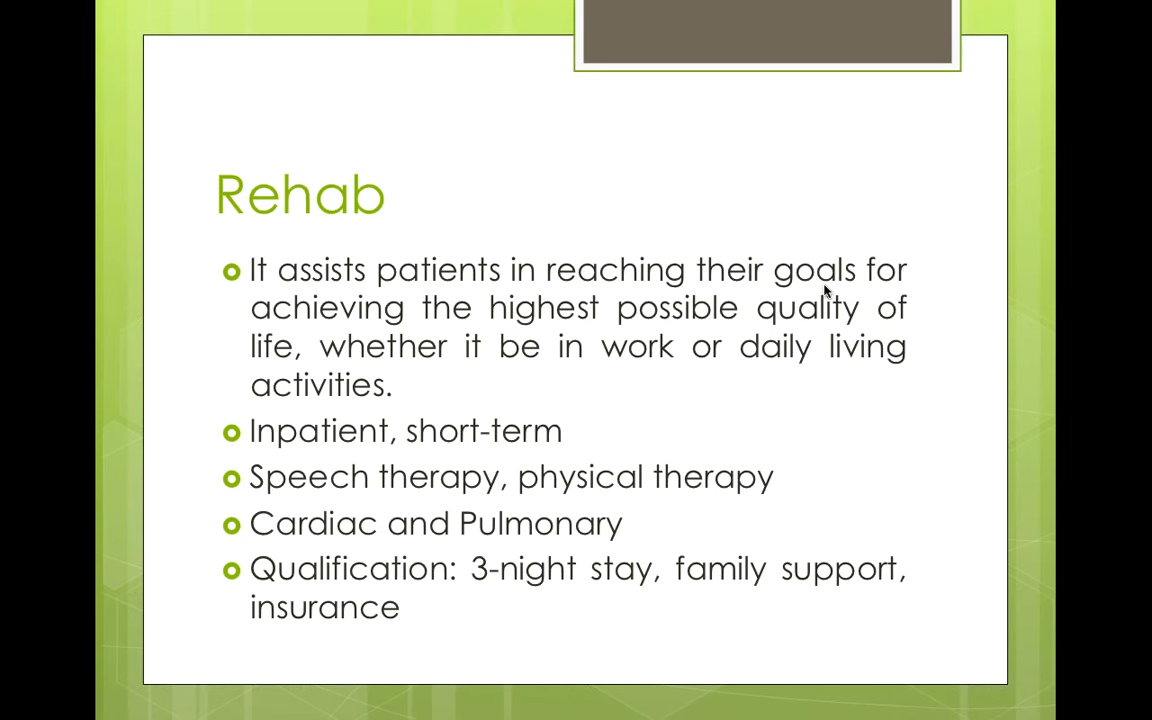 Rehab
It assists patients in reaching their goals for
achieving the highest possible quality of
life, whether it be in work or daily living
activities.
Inpatient, short-term
Speech therapy, physical therapy
Cardiac and Pulmonary
Qualification: 3-night stay, family support,
insurance